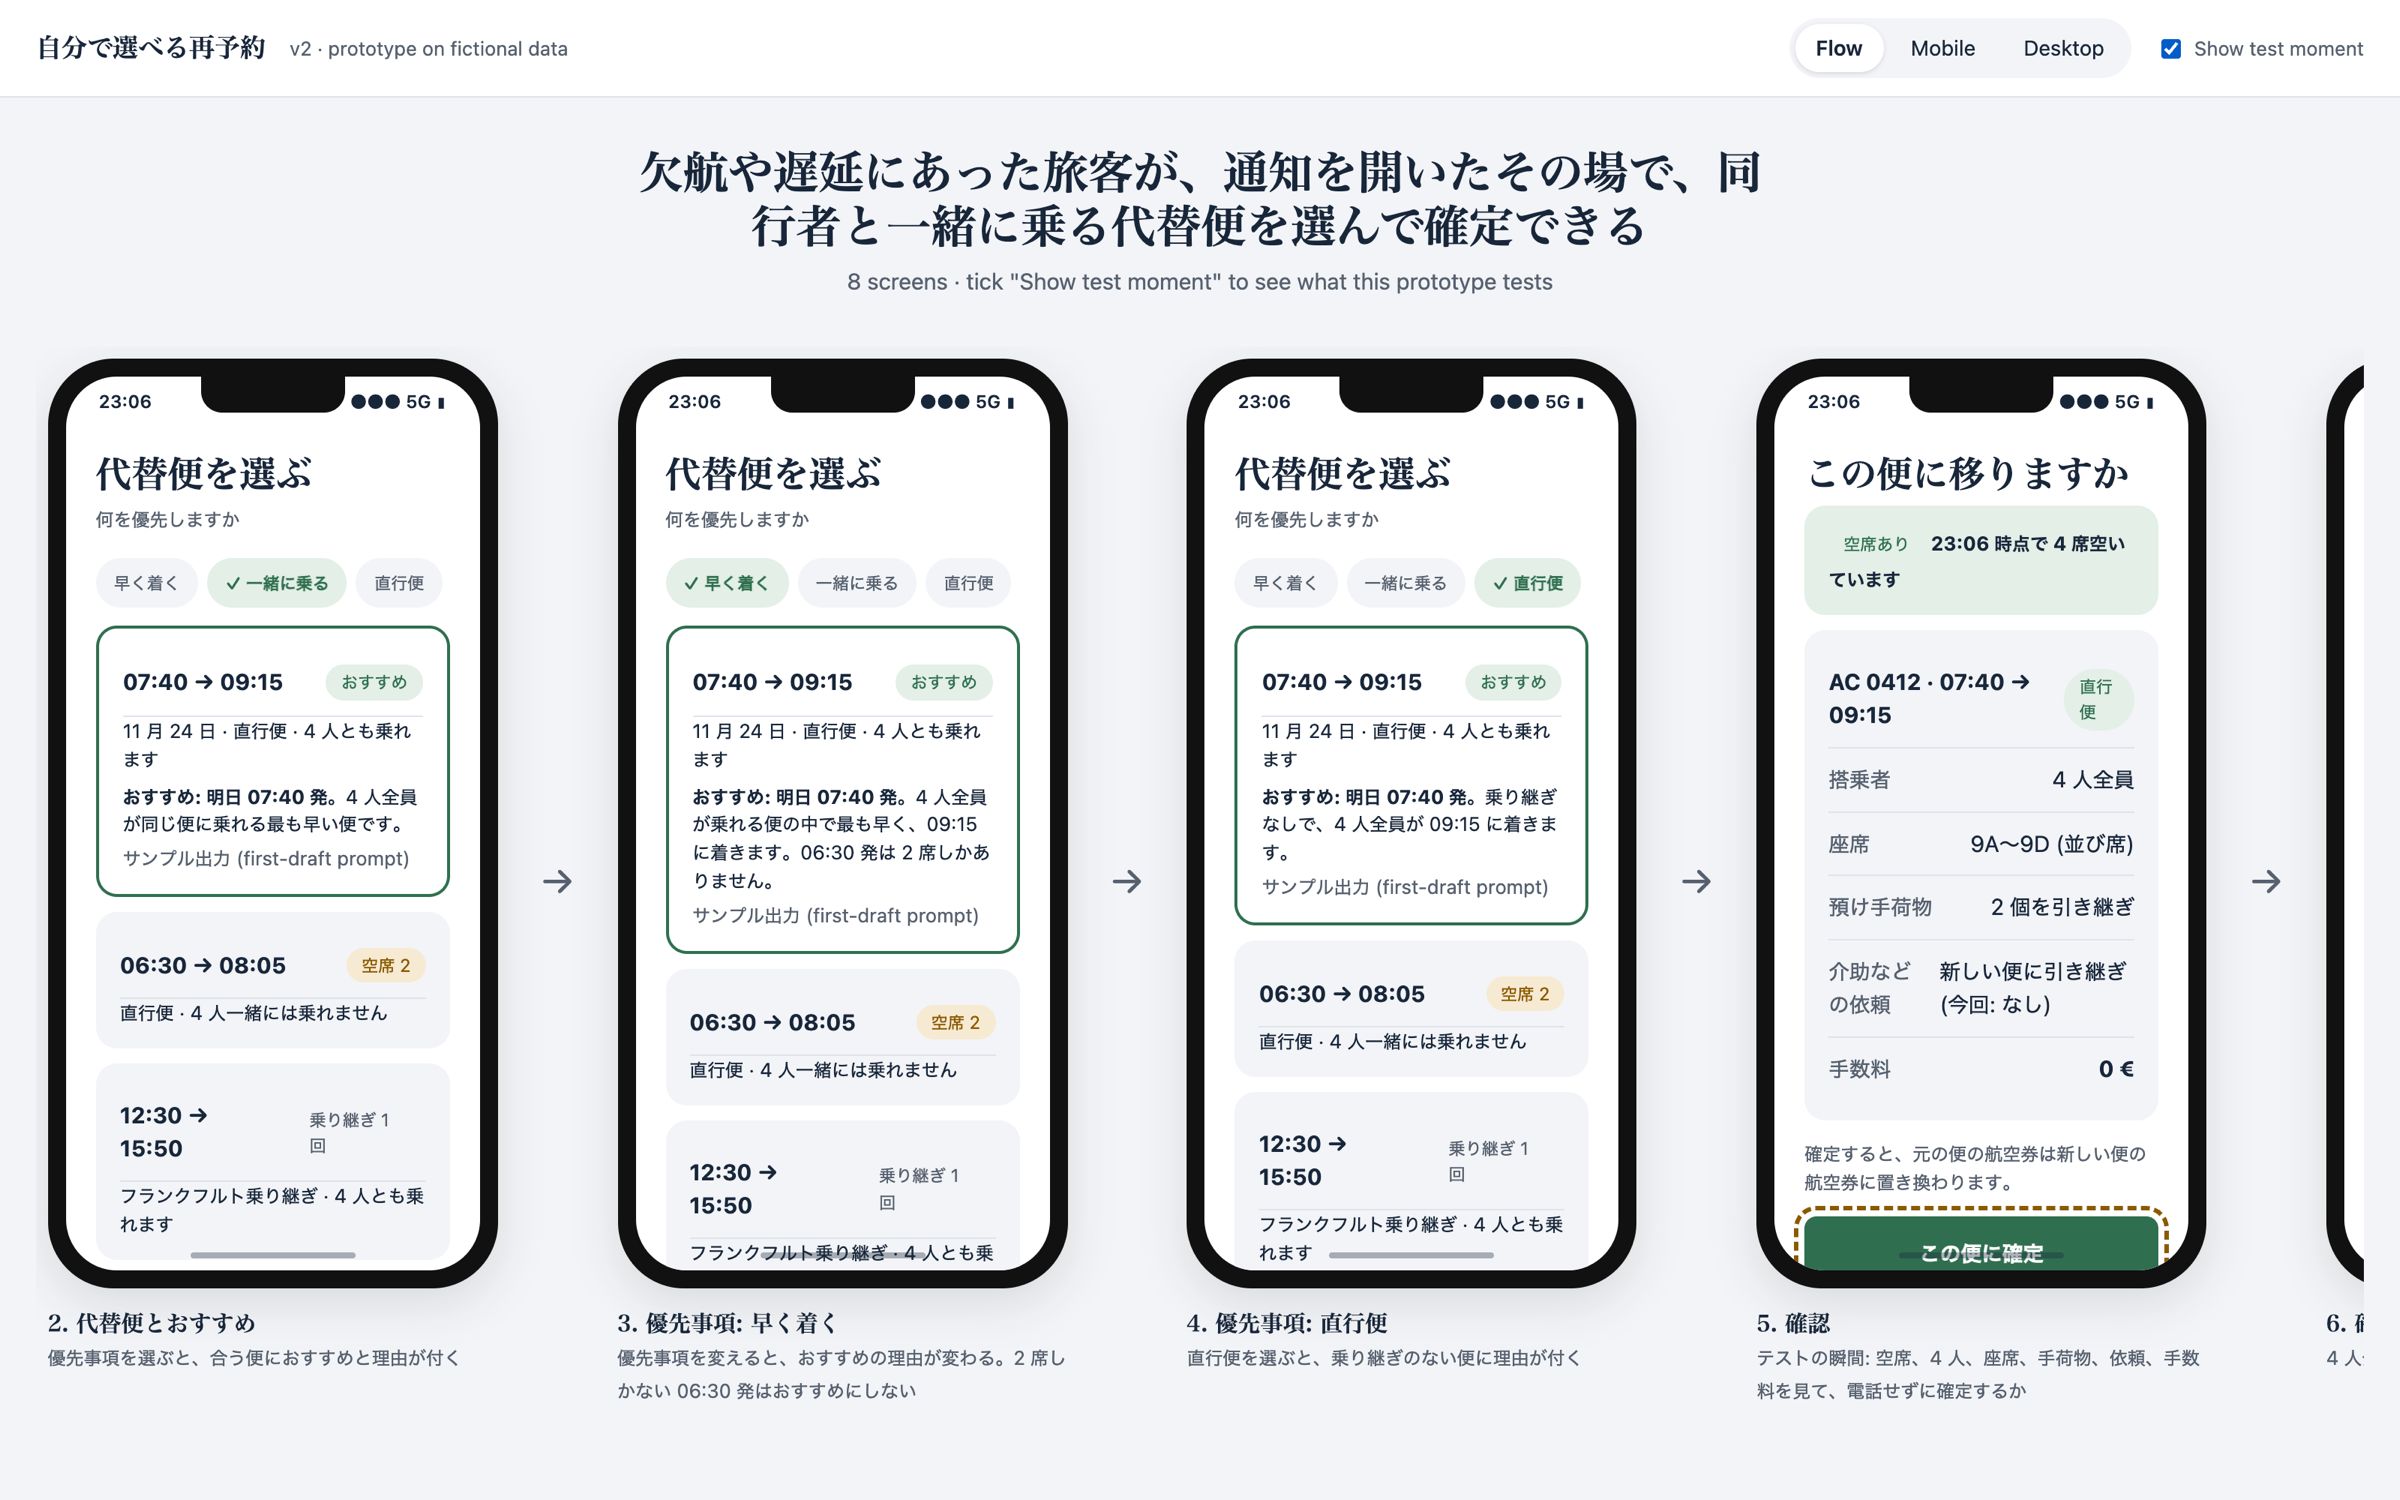 自分で選べる再予約 v2 · prototype on fictional data
Flow Mobile Desktop Show test moment
欠航や遅延にあった旅客が、通知を開いたその場で、同
行者と一緒に乗る代替便を選んで確定できる
8 screens · tick "Show test moment" to see what this prototype tests
23:06 5G
代替便を選ぶ
何を優先しますか
早く着く ✓ 一緒に乗る 直行便
07:40 → 09:15 おすすめ
11 月 24 日 · 直行便 · 4 人とも乗れ
ます
おすすめ: 明日 07:40 発。4 人全員
が同じ便に乗れる最も早い便です。
サンプル出力 (first-draft prompt)
06:30 → 08:05 空席 2
直行便 · 4 人一緒には乗れません
12:30 →
15:50
乗り継ぎ 1
回
フランクフルト乗り継ぎ · 4 人とも乗
れます
2. 代替便とおすすめ
優先事項を選ぶと、合う便におすすめと理由が付く
→
23:06 5G
代替便を選ぶ
何を優先しますか
✓ 早く着く 一緒に乗る 直行便
07:40 → 09:15 おすすめ
11 月 24 日 · 直行便 · 4 人とも乗れ
ます
おすすめ: 明日 07:40 発。4 人全員
が乗れる便の中で最も早く、09:15
に着きます。06:30 発は 2 席しかあ
りません。
サンプル出力 (first-draft prompt)
06:30 → 08:05 空席 2
直行便 · 4 人一緒には乗れません
12:30 →
15:50
乗り継ぎ 1
回
フランクフルト乗り継ぎ · 4 人とも乗
3. 優先事項: 早く着く
優先事項を変えると、おすすめの理由が変わる。2 席し
かない 06:30 発はおすすめにしない
→
23:06 5G
代替便を選ぶ
何を優先しますか
早く着く 一緒に乗る ✓ 直行便
07:40 → 09:15 おすすめ
11 月 24 日 · 直行便 · 4 人とも乗れ
ます
おすすめ: 明日 07:40 発。乗り継ぎ
なしで、4 人全員が 09:15 に着きま
す。
サンプル出力 (first-draft prompt)
06:30 → 08:05 空席 2
直行便 · 4 人一緒には乗れません
12:30 →
15:50
乗り継ぎ 1
回
フランクフルト乗り継ぎ · 4 人とも乗
れます
4. 優先事項: 直行便
直行便を選ぶと、乗り継ぎのない便に理由が付く
→
23:06 5G
この便に移りますか
空席あり 23:06 時点で 4 席空い
ています
AC 0412 · 07:40 →
09:15
直行
便
搭乗者 4 人全員
座席 9A〜9D (並び席)
預け手荷物 2 個を引き継ぎ
介助など
の依頼
新しい便に引き継ぎ
(今回: なし)
手数料 0 €
確定すると、元の便の航空券は新しい便の
航空券に置き換わります。
この便に確定
5. 確認
テストの瞬間: 空席、4 人、座席、手荷物、依頼、手数
料を見て、電話せずに確定するか
→
6.
4 人